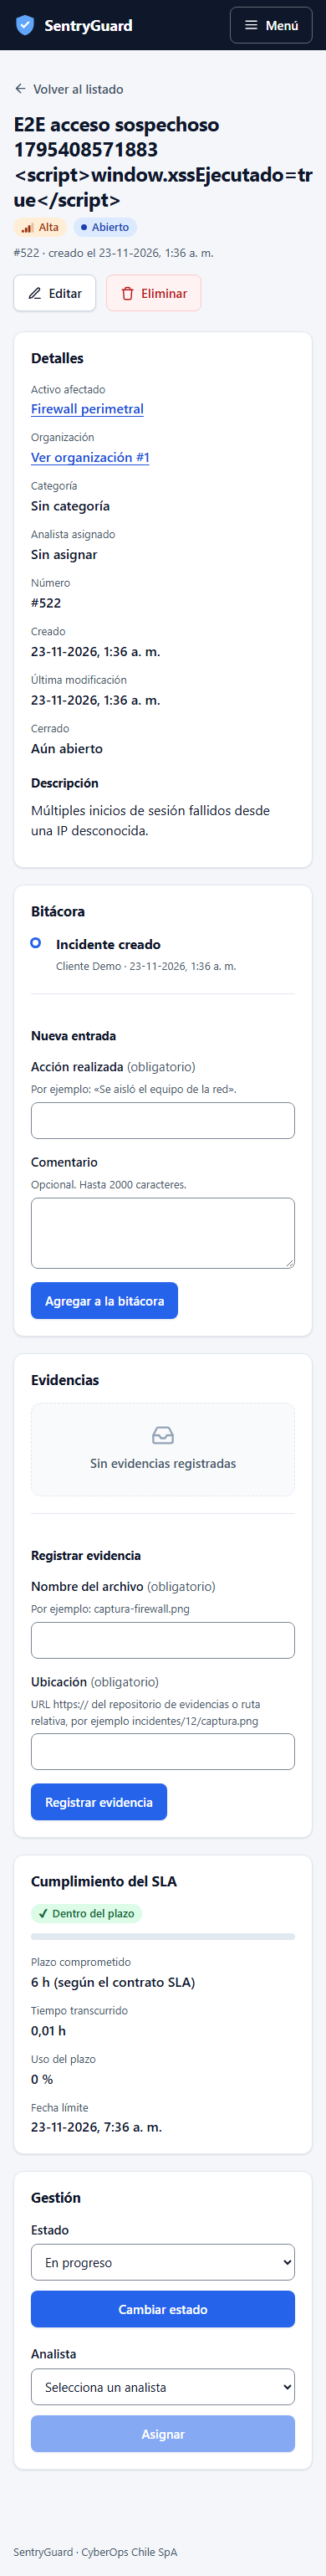 SentryGuard
Menú
Volver al listado
E2E acceso sospechoso
1795408571883
<script>window.xssEjecutado=tr
ue</script>
Alta
Abierto
#522 · creado el 23-11-2026, 1:36 a. m.
Editar
Eliminar
Detalles
Activo afectado
Firewall perimetral
Organización
Ver organización #1
Categoría
Sin categoría
Analista asignado
Sin asignar
Número
#522
Creado
23-11-2026, 1:36 a. m.
Última modificación
23-11-2026, 1:36 a. m.
Cerrado
Aún abierto
Descripción
Múltiples inicios de sesión fallidos desde
una IP desconocida.
Bitácora
Incidente creado
Cliente Demo · 23-11-2026, 1:36 a. m.
Nueva entrada
Acción realizada (obligatorio)
Por ejemplo: «Se aisló el equipo de la red».
Comentario
Opcional. Hasta 2000 caracteres.
Agregar a la bitácora
Evidencias
Sin evidencias registradas
Registrar evidencia
Nombre del archivo (obligatorio)
Por ejemplo: captura-firewall.png
Ubicación (obligatorio)
URL https:// del repositorio de evidencias o ruta
relativa, por ejemplo incidentes/12/captura.png
Registrar evidencia
Cumplimiento del SLA
✓ Dentro del plazo
Plazo comprometido
6 h (según el contrato SLA)
Tiempo transcurrido
0,01 h
Uso del plazo
0 %
Fecha límite
23-11-2026, 7:36 a. m.
Gestión
Estado
En progreso
Cambiar estado
Analista
Selecciona un analista
Asignar
SentryGuard · CyberOps Chile SpA